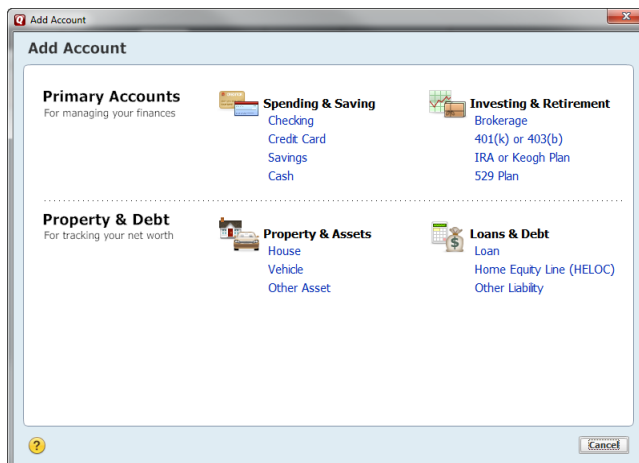 Add Account
Add Account
Primary Accounts
For managing your finances
Spending & Saving
Checking
Credit Card
Savings
Cash
Investing & Retirement
Brokerage
401(k) or 403(b)
IRA or Keogh Plan
529 Plan
Property & Debt
For tracking your net worth
Property & Assets
House
Vehicle
Other Asset
Loans & Debt
Loan
Home Equity Line (HELOC)
Other Liability
?
Cancel